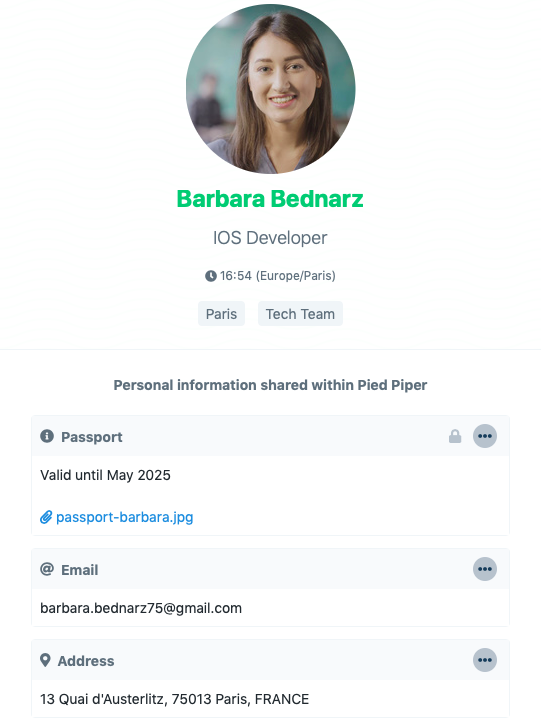 Barbara Bednarz
IOS Developer
16:54 (Europe/Paris)
Paris Tech Team
Personal information shared within Pied Piper
Passport
Valid until May 2025
passport-barbara.jpg
@ Email
barbara.bednarz75@gmail.com
Address
13 Quai d'Austerlitz, 75013 Paris, FRANCE